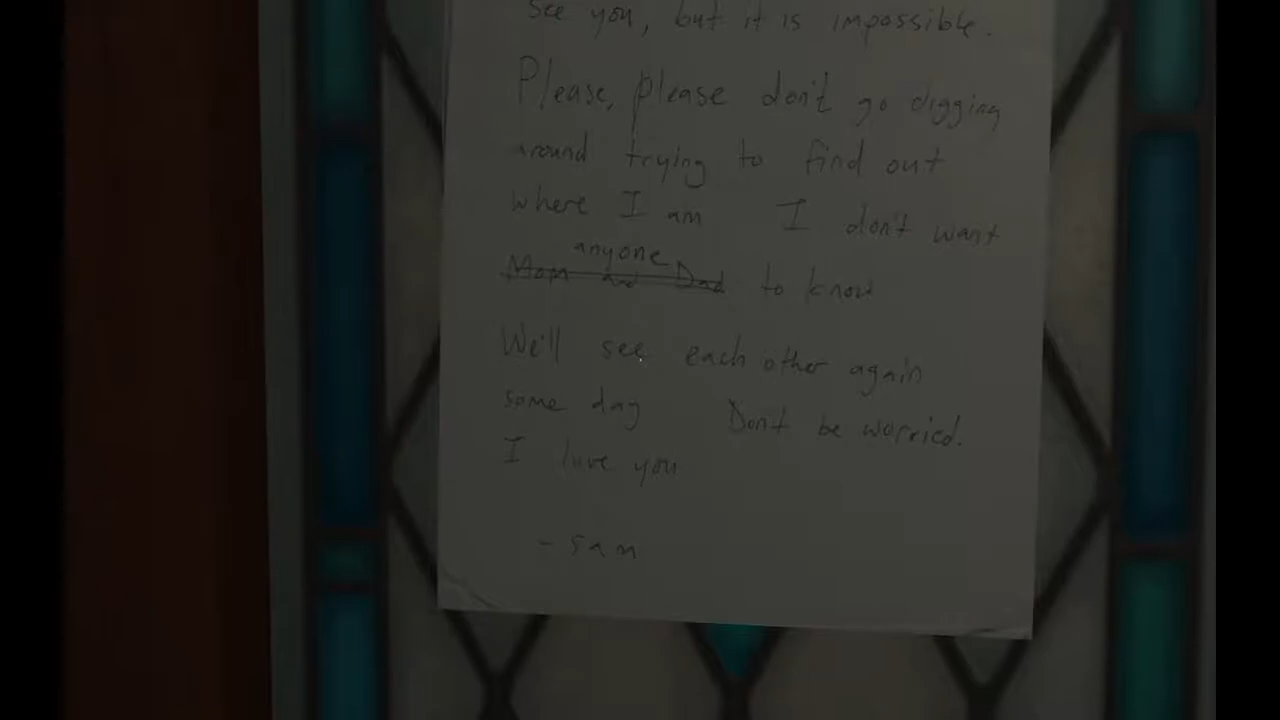 see you, but it is impossible.
Please, please don't go digging
around trying to find out
where I am I don't want
anyone
Mom and Dad to know
We'll see each other again
some day Don't be worried.
I love you
- Sam